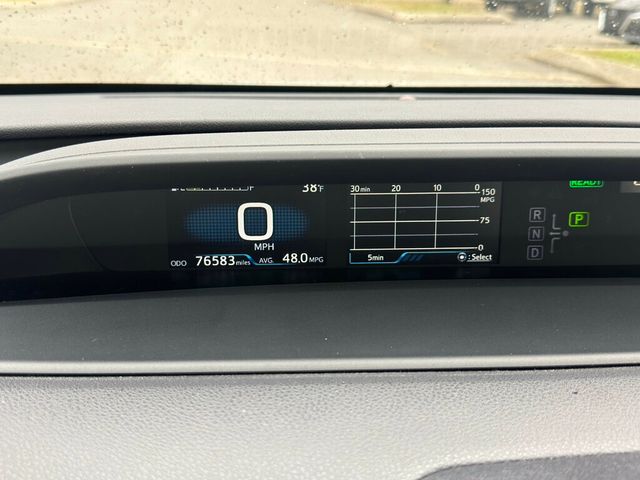 F 38°F
0
MPH
ODO 76583 miles AVG. 48.0 MPG
30 min 20 10 0
150
MPG
75
0
5min : Select
READY
R
N
D
P